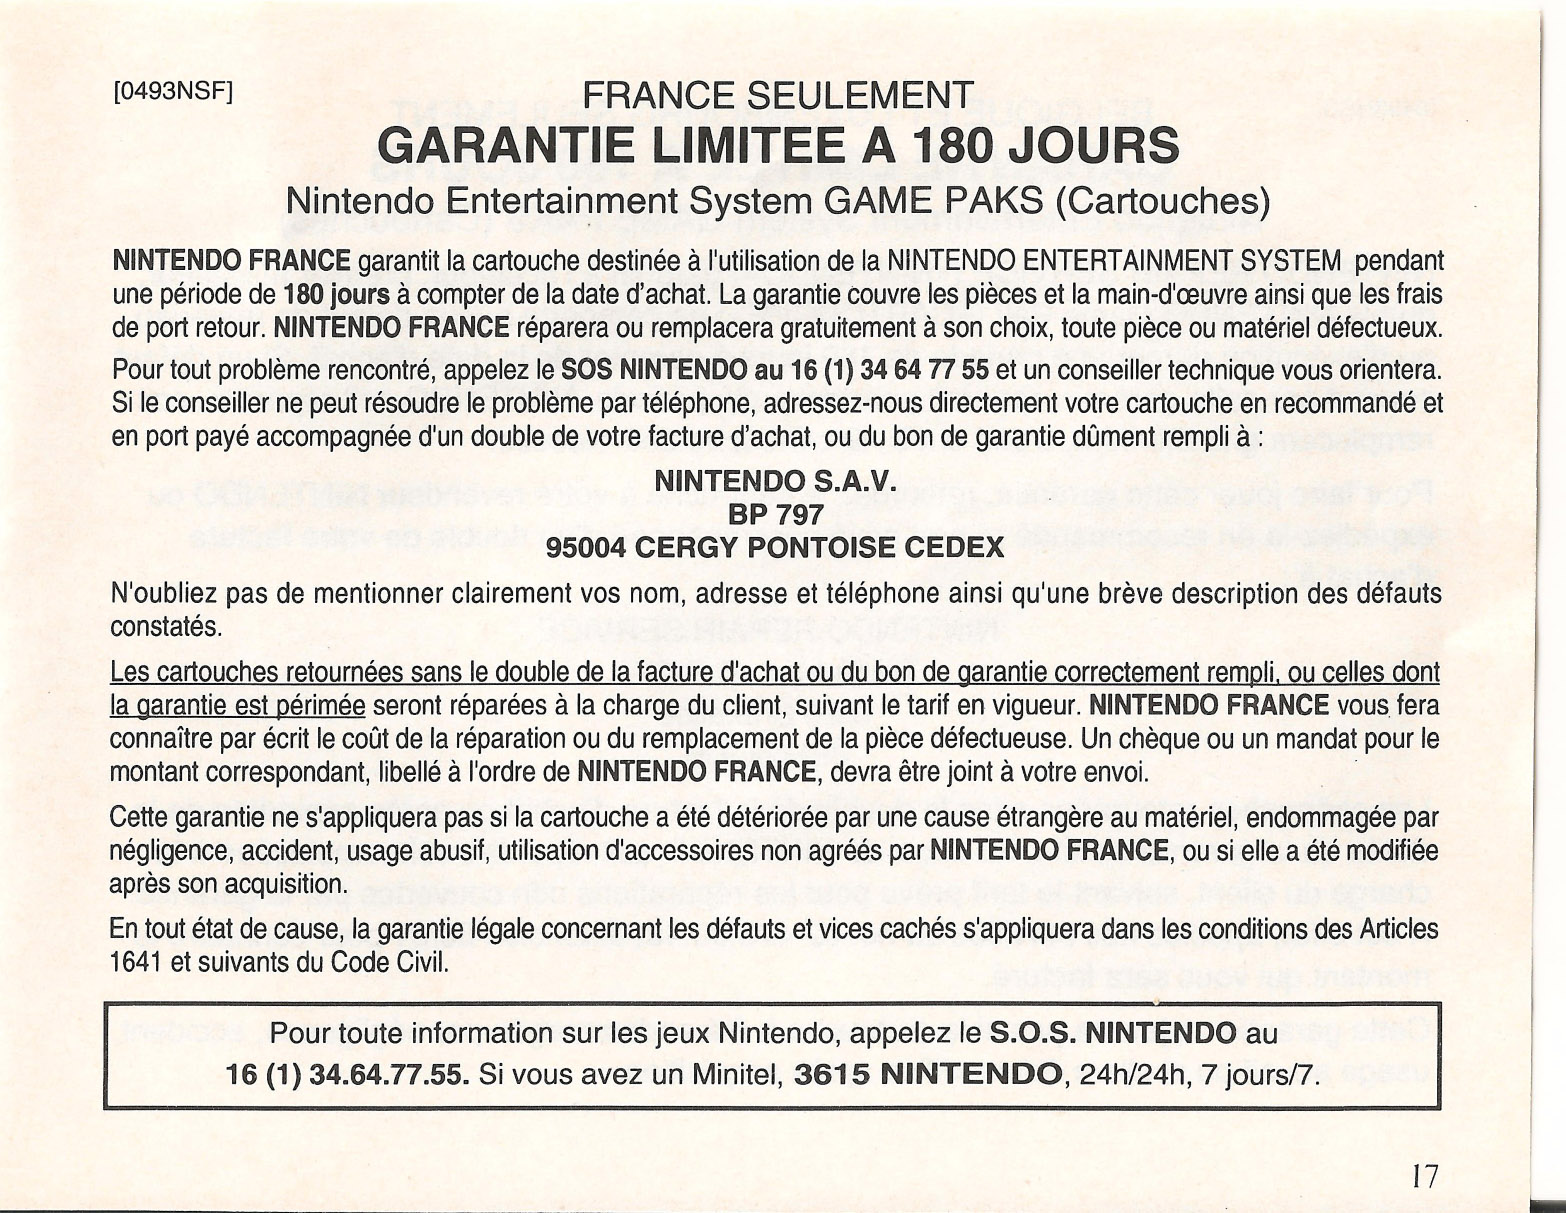 [0493NSF]
FRANCE SEULEMENT
GARANTIE LIMITEE A 180 JOURS
Nintendo Entertainment System GAME PAKS (Cartouches)
NINTENDO FRANCE garantit la cartouche destinée à l'utilisation de la NINTENDO ENTERTAINMENT SYSTEM pendant
une période de 180 jours à compter de la date d'achat. La garantie couvre les pièces et la main-d'œuvre ainsi que les frais
de port retour. NINTENDO FRANCE réparera ou remplacera gratuitement à son choix, toute pièce ou matériel défectueux.
Pour tout problème rencontré, appelez le SOS NINTENDO au 16 (1) 34 64 77 55 et un conseiller technique vous orientera.
Si le conseiller ne peut résoudre le problème par téléphone, adressez-nous directement votre cartouche en recommandé et
en port payé accompagnée d'un double de votre facture d'achat, ou du bon de garantie dûment rempli à :
NINTENDO S.A.V.
BP 797
95004 CERGY PONTOISE CEDEX
N'oubliez pas de mentionner clairement vos nom, adresse et téléphone ainsi qu'une brève description des défauts
constatés.
Les cartouches retournées sans le double de la facture d'achat ou du bon de garantie correctement rempli, ou celles dont
la garantie est périmée seront réparées à la charge du client, suivant le tarif en vigueur. NINTENDO FRANCE vous fera
connaître par écrit le coût de la réparation ou du remplacement de la pièce défectueuse. Un chèque ou un mandat pour le
montant correspondant, libellé à l'ordre de NINTENDO FRANCE, devra être joint à votre envoi.
Cette garantie ne s'appliquera pas si la cartouche a été détériorée par une cause étrangère au matériel, endommagée par
négligence, accident, usage abusif, utilisation d'accessoires non agréés par NINTENDO FRANCE, ou si elle a été modifiée
après son acquisition.
En tout état de cause, la garantie légale concernant les défauts et vices cachés s'appliquera dans les conditions des Articles
1641 et suivants du Code Civil.
Pour toute information sur les jeux Nintendo, appelez le S.O.S. NINTENDO au
16 (1) 34.64.77.55. Si vous avez un Minitel, 3615 NINTENDO, 24h/24h, 7 jours/7.
17